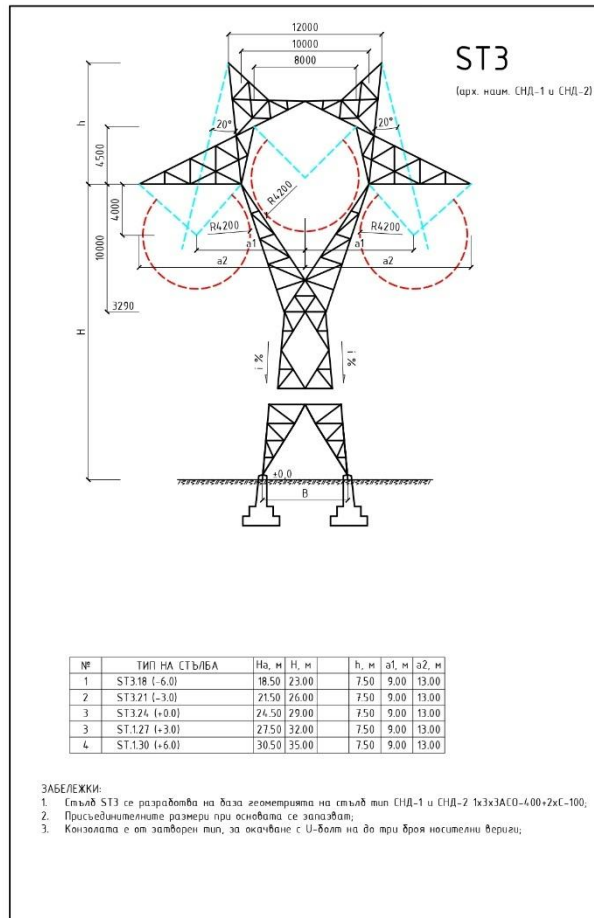 12000
10000
8000
ST3
(арх. наим. СНД-1 и СНД-2)
20°
20°
h
4500
4000
10000
R4200
R4200
R4200
a1
a1
a2
a2
3290
H
i %
i %
+0.0
B
№ ТИП НА СТЪЛБА На, м Н, м h, м a1, м a2, м
1 ST3.18 (-6.0) 18.50 23.00 7.50 9.00 13.00
2 ST3.21 (-3.0) 21.50 26.00 7.50 9.00 13.00
3 ST3.24 (+0.0) 24.50 29.00 7.50 9.00 13.00
3 ST.1.27 (+3.0) 27.50 32.00 7.50 9.00 13.00
4 ST.1.30 (+6.0) 30.50 35.00 7.50 9.00 13.00
ЗАБЕЛЕЖКИ:
1. Стълб ST3 се разработва на база геометрията на стълб тип СНД-1 и СНД-2 1х3х3АСО-400+2хС-100;
2. Присъединителните размери при основата се запазват;
3. Конзолата е от затворен тип, за окачване с U-болт на до три броя носителни вериги;